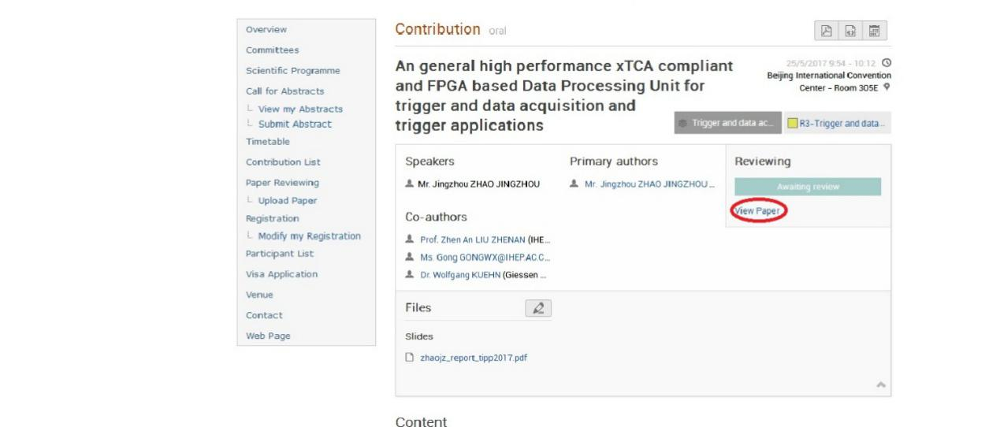 Overview
Committees
Scientific Programme
Call for Abstracts
View my Abstracts
Submit Abstract
Timetable
Contribution List
Paper Reviewing
Upload Paper
Registration
Modify my Registration
Participant List
Visa Application
Venue
Contact
Web Page
Contribution oral
An general high performance xTCA compliant
and FPGA based Data Processing Unit for
trigger and data acquisition and
trigger applications
25/5/2017 9:54 - 10:12
Beijing International Convention
Center - Room 305E
Trigger and data ac...
R3-Trigger and data...
Speakers
Mr. Jingzhou ZHAO JINGZHOU
Primary authors
Mr. Jingzhou ZHAO JINGZHOU ...
Reviewing
Awaiting review
View Paper
Co-authors
Prof. Zhen An LIU ZHENAN (IHE...
Ms. Gong GONGWX@IHEP.AC.C...
Dr. Wolfgang KUEHN (Giessen ...
Files
Slides
zhaojz_report_tipp2017.pdf
Content